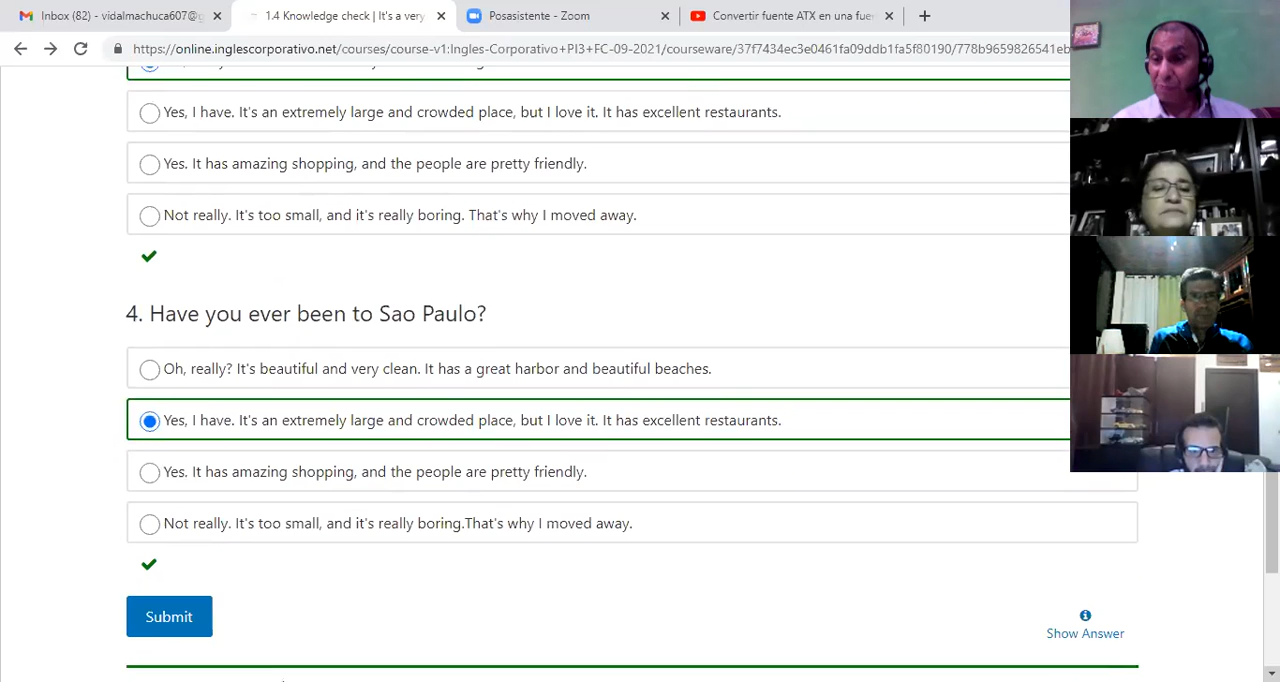 Inbox (82) - vidalmachuca607@g
1.4 Knowledge check | It's a very
Posasistente - Zoom
Convertir fuente ATX en una fue
https://online.inglescorporativo.net/courses/course-v1:Ingles-Corporativo+PI3+FC-09-2021/courseware/37f7434ec3e0461fa09ddb1fa5f80190/778b9659826541eb
Yes, I have. It's an extremely large and crowded place, but I love it. It has excellent restaurants.
Yes. It has amazing shopping, and the people are pretty friendly.
Not really. It's too small, and it's really boring. That's why I moved away.
4. Have you ever been to Sao Paulo?
Oh, really? It's beautiful and very clean. It has a great harbor and beautiful beaches.
Yes, I have. It's an extremely large and crowded place, but I love it. It has excellent restaurants.
Yes. It has amazing shopping, and the people are pretty friendly.
Not really. It's too small, and it's really boring.That's why I moved away.
Submit
Show Answer